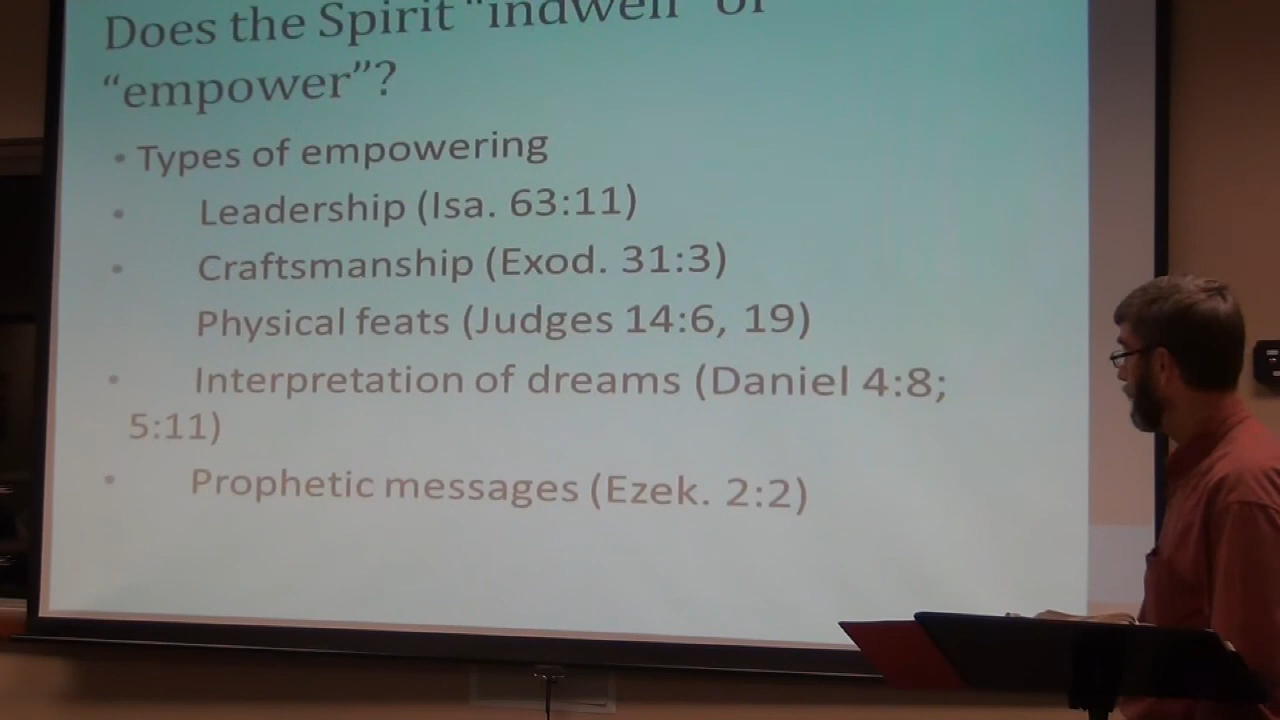 Does the Spirit "indwell" or
“empower”?
• Types of empowering
• Leadership (Isa. 63:11)
• Craftsmanship (Exod. 31:3)
Physical feats (Judges 14:6, 19)
• Interpretation of dreams (Daniel 4:8;
5:11)
• Prophetic messages (Ezek. 2:2)